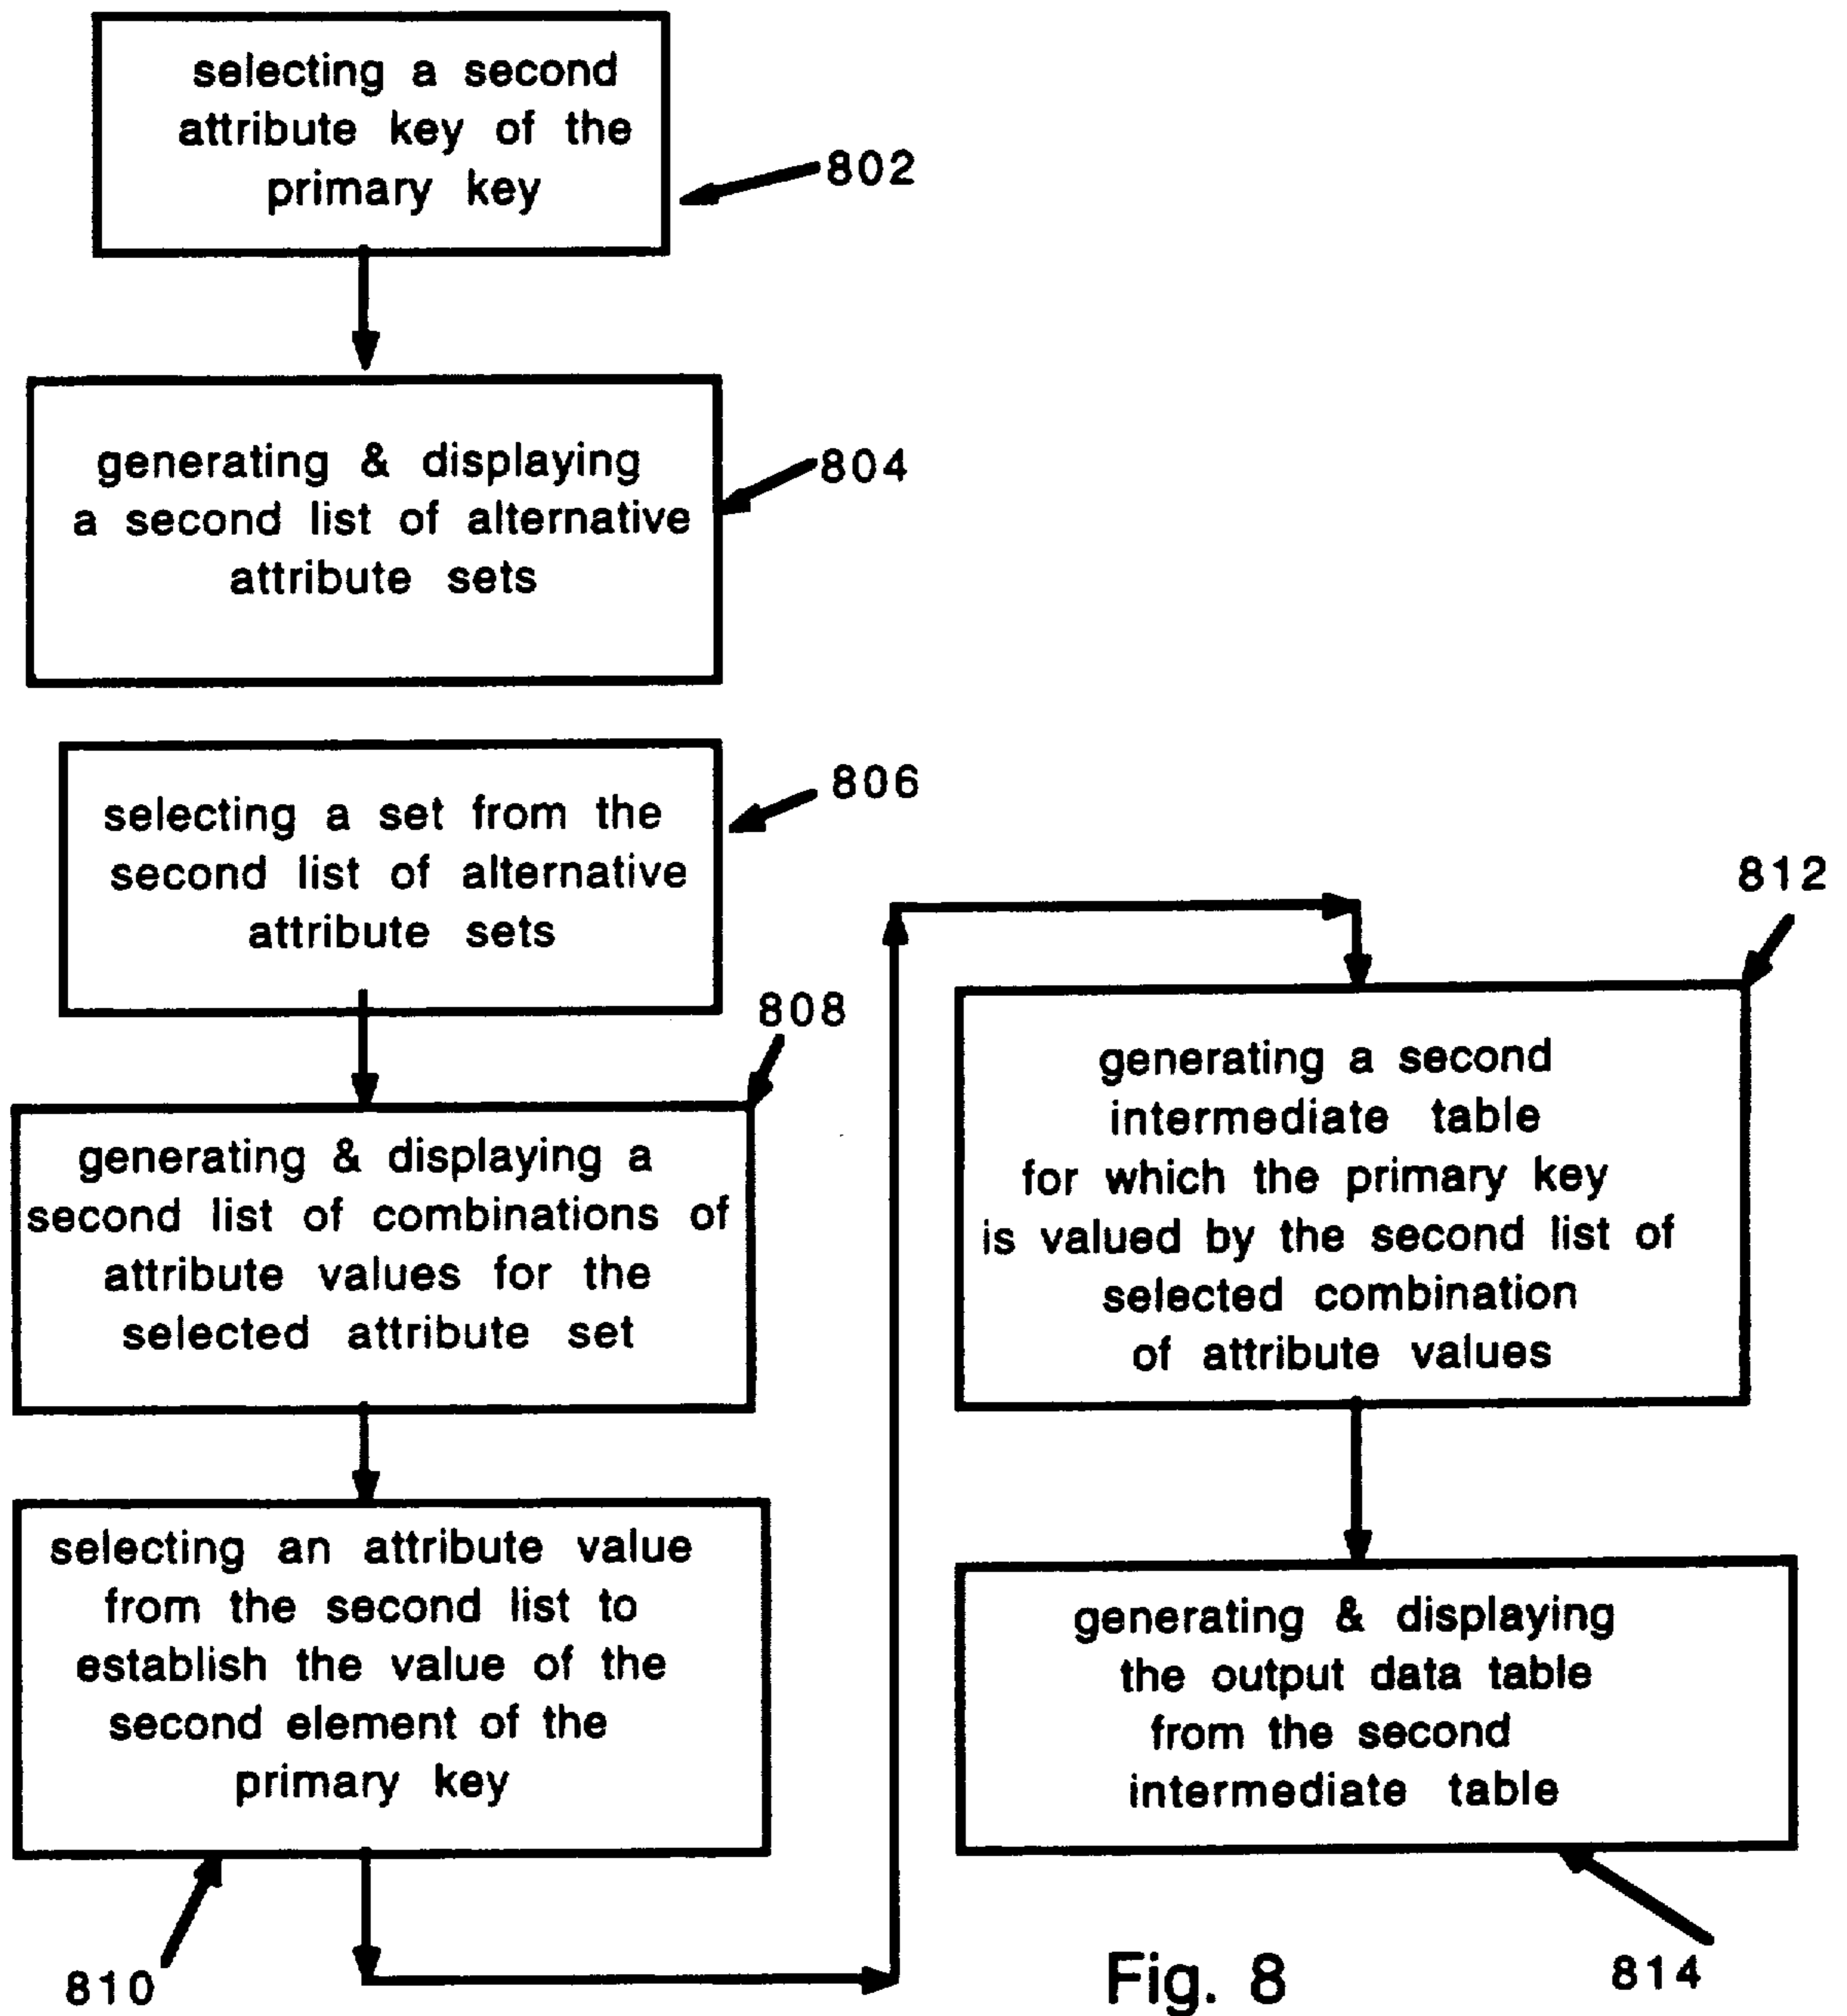 selecting a second
attribute key of the
primary key
802
generating & displaying
a second list of alternative
attribute sets
804
selecting a set from the
second list of alternative
attribute sets
806
808
generating & displaying a
second list of combinations of
attribute values for the
selected attribute set
selecting an attribute value
from the second list to
establish the value of the
second element of the
primary key
810
812
generating a second
intermediate table
for which the primary key
is valued by the second list of
selected combination
of attribute values
generating & displaying
the output data table
from the second
intermediate table
814
Fig. 8